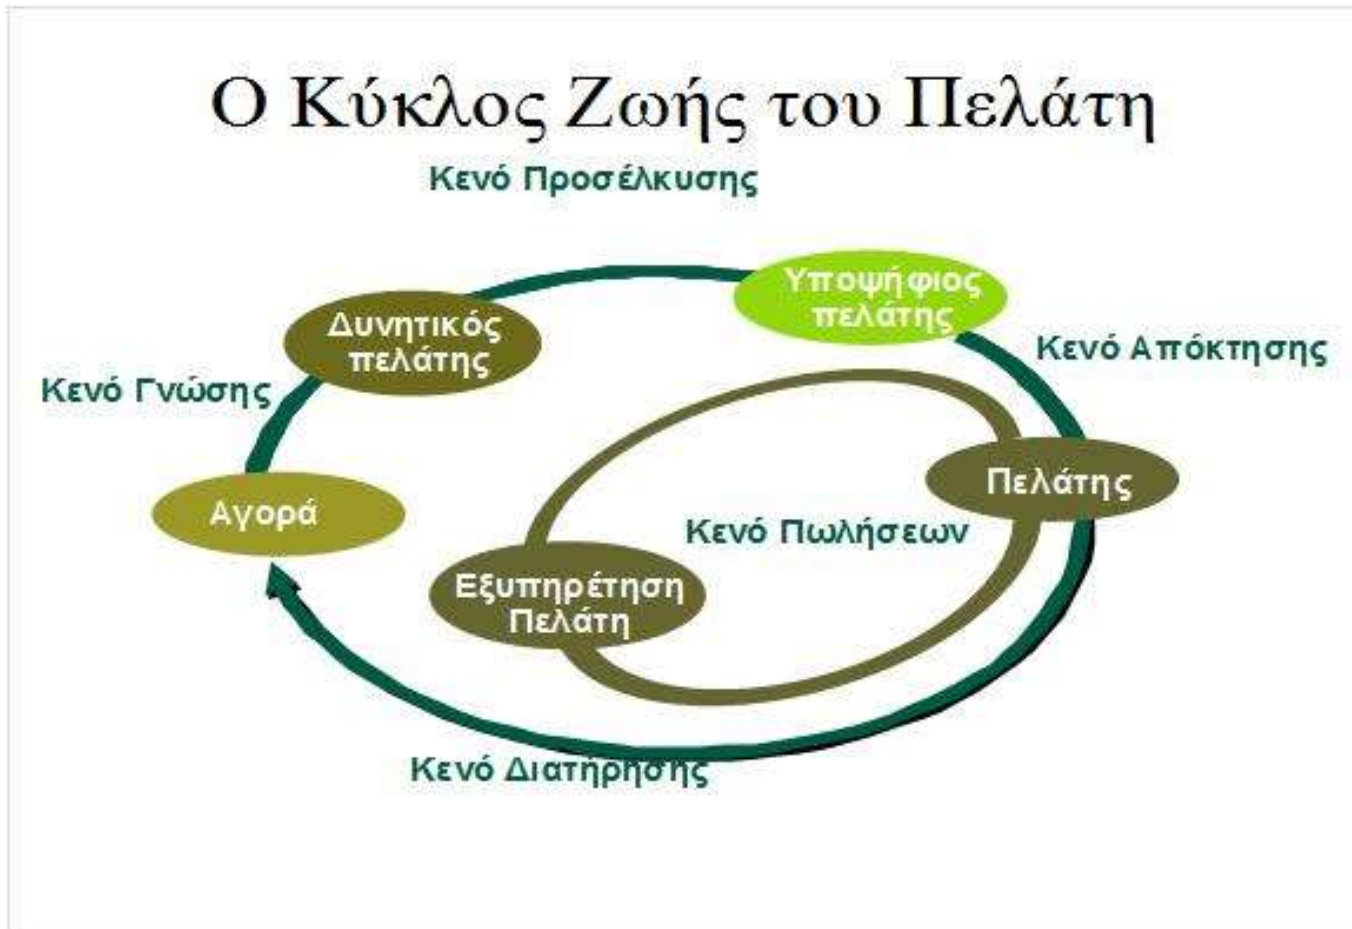 Ο Κύκλος Ζωής του Πελάτη
Κενό Προσέλκυσης
Υποψήφιος
πελάτης
Δυνητικός
πελάτης
Κενό Απόκτησης
Κενό Γνώσης
Πελάτης
Αγορά
Κενό Πωλήσεων
Εξυπηρέτηση
Πελάτη
Κενό Διατήρησης